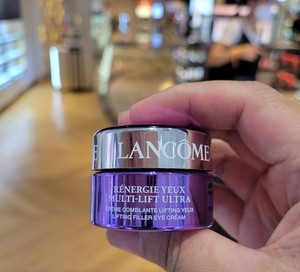 LANCÔME
RÉNERGIE YEUX
MULTI-LIFT ULTRA
CRÈME COMBLANTE LIFTING YEUX
LIFTING FILLER EYE CREAM